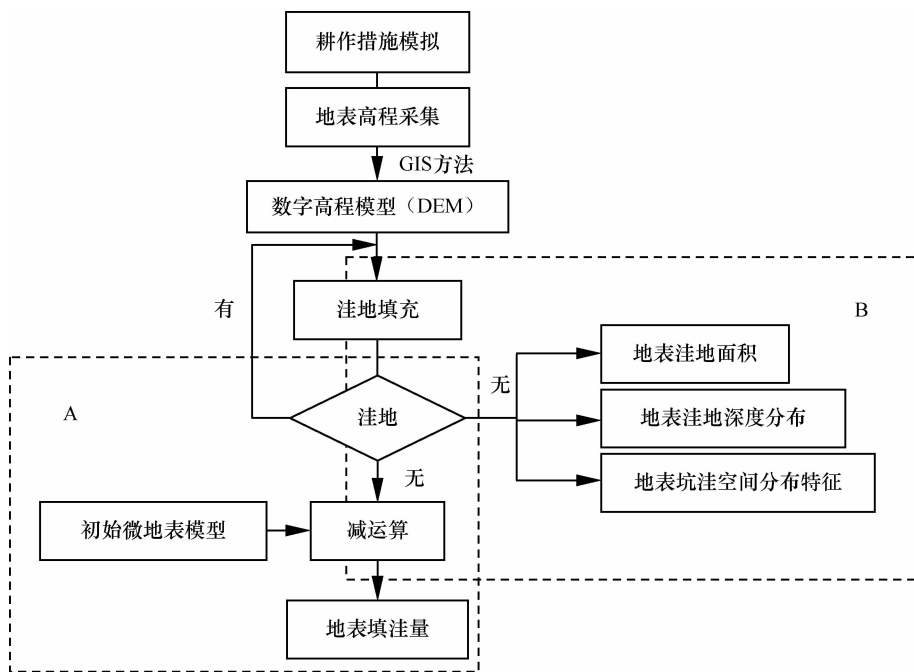 耕作措施模拟
地表高程采集
GIS方法
数字高程模型（DEM）
有
洼地填充
B
地表洼地面积
无
A
洼地
地表洼地深度分布
无
地表坑洼空间分布特征
初始微地表模型
减运算
地表填洼量